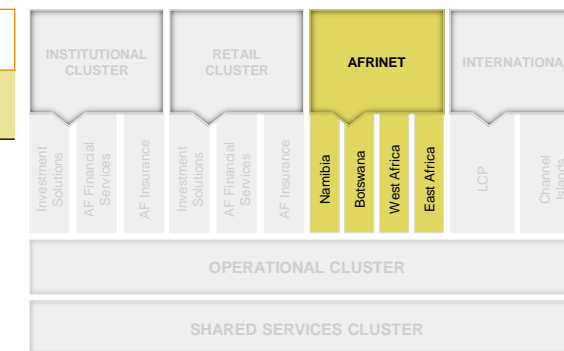 INSTITUTIONAL
CLUSTER
RETAIL
CLUSTER
AFRINET
INTERNATIONA
Investment
Solutions
AF Financial
Services
AF Insurance
Investment
Solutions
AF Financial
Services
AF Insurance
Namibia
Botswana
West Africa
East Africa
LCP
Channel
Islands
OPERATIONAL CLUSTER
SHARED SERVICES CLUSTER